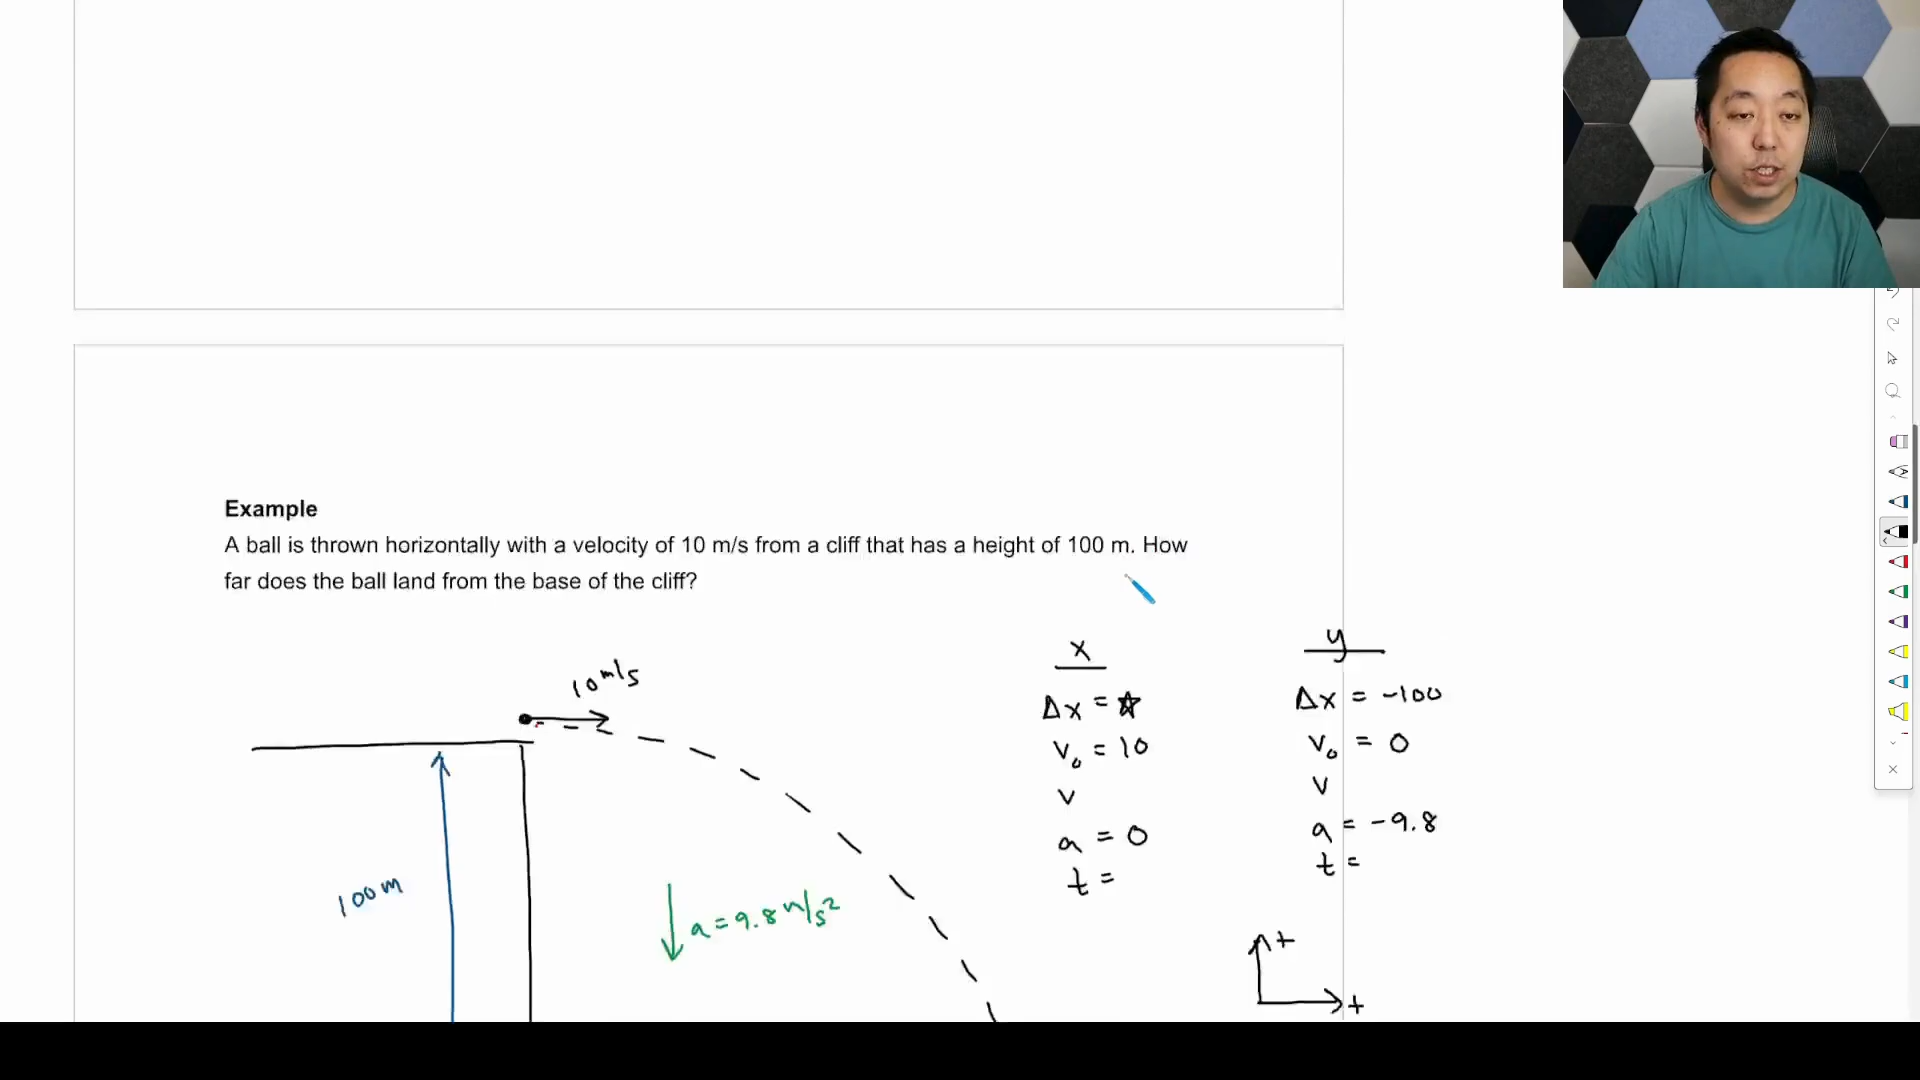 Example
A ball is thrown horizontally with a velocity of 10 m/s from a cliff that has a height of 100 m. How
far does the ball land from the base of the cliff?
10 m/s
100 m
a = 9.8 m/s²
x
Δx = ☆
v₀ = 10
v
a = 0
t =
y
Δx = -100
v₀ = 0
v
a = -9.8
t =
+
+